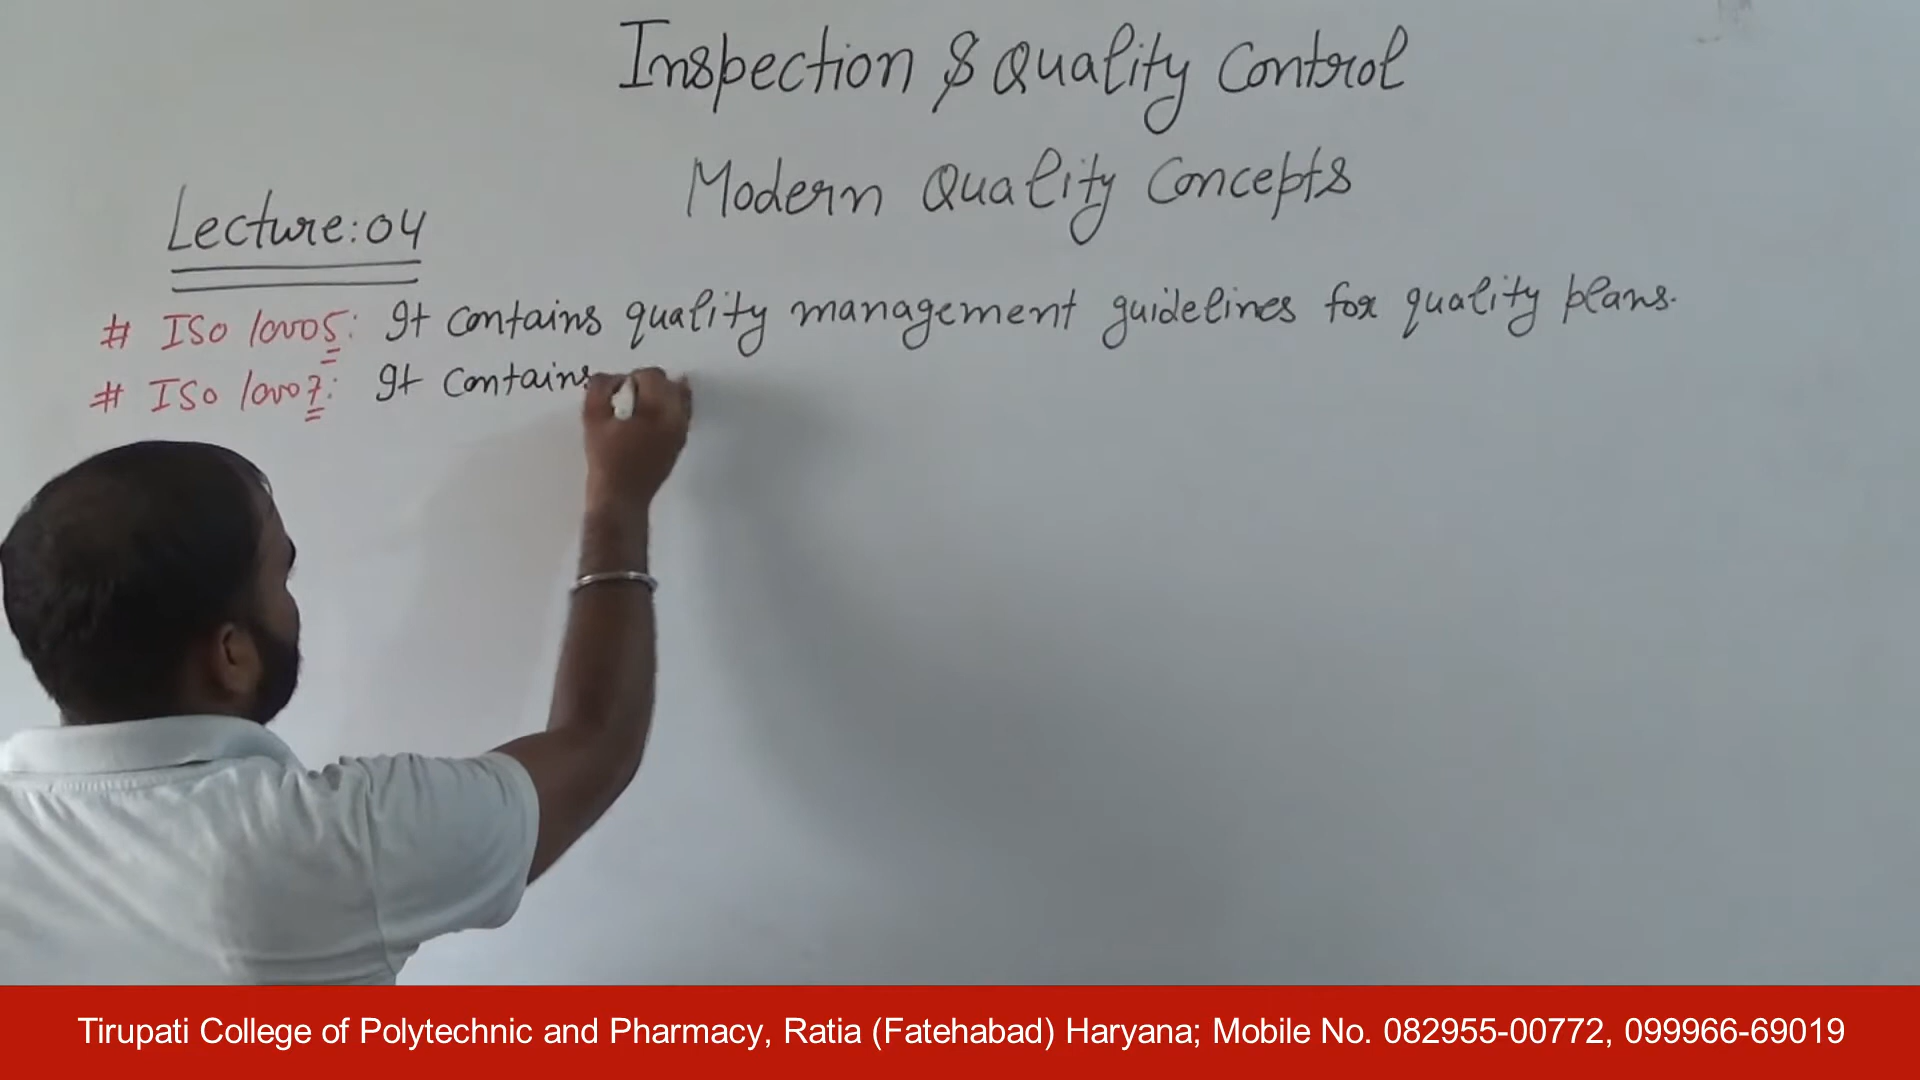 Inspection & Quality Control
Modern Quality Concepts
Lecture:04
# ISO 10005: It contains quality management guidelines for quality plans.
# ISO 10007: It contains
Tirupati College of Polytechnic and Pharmacy, Ratia (Fatehabad) Haryana; Mobile No. 082955-00772, 099966-69019